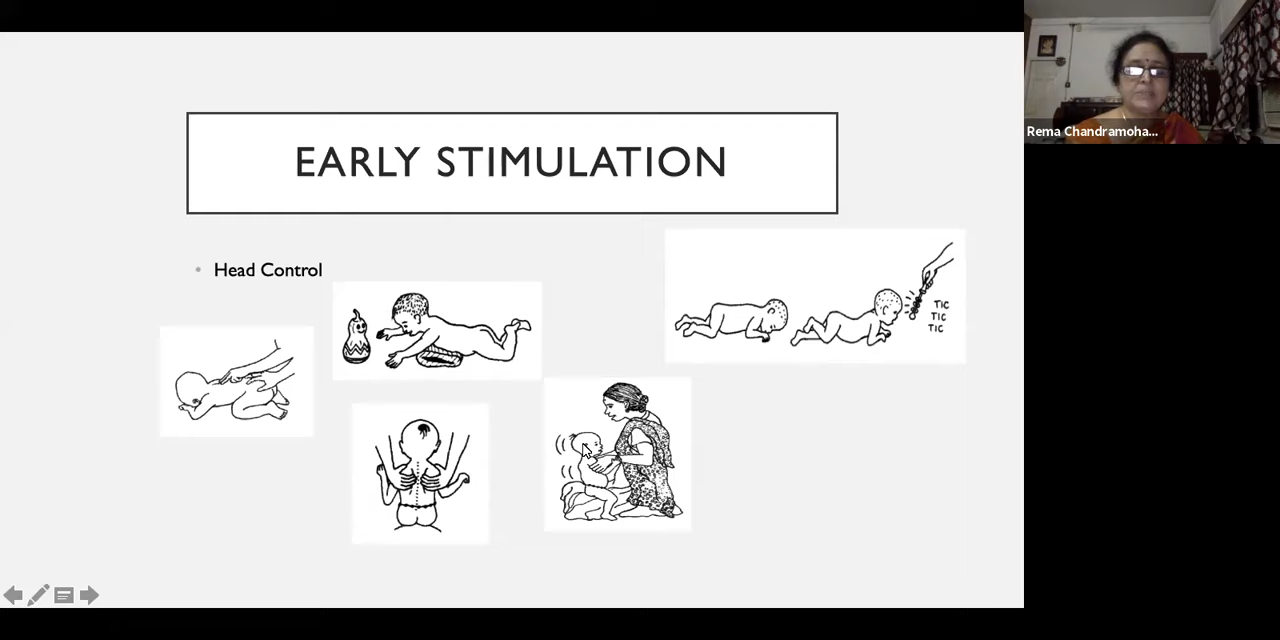 EARLY STIMULATION
Head Control
TIC
TIC
TIC
Rema Chandramoha...